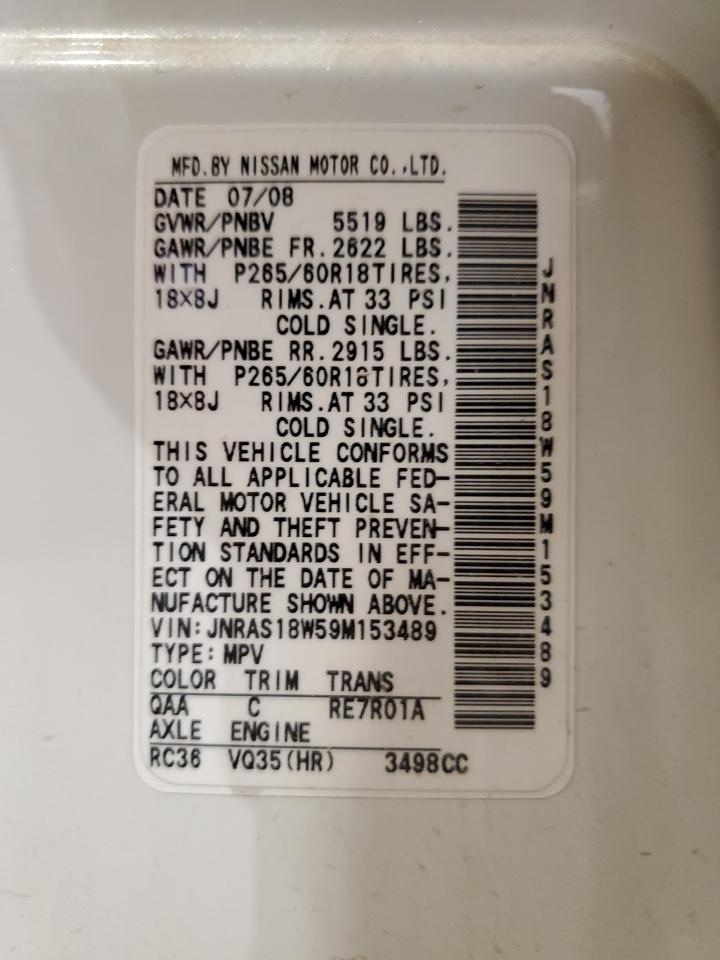 MFD.BY NISSAN MOTOR CO.,LTD.
DATE 07/08
GVWR/PNBV 5519 LBS.
GAWR/PNBE FR.2622 LBS.
WITH P265/60R18TIRES,
18×8J RIMS.AT 33 PSI
COLD SINGLE.
GAWR/PNBE RR.2915 LBS.
WITH P265/60R18TIRES,
18×8J RIMS.AT 33 PSI
COLD SINGLE.
THIS VEHICLE CONFORMS
TO ALL APPLICABLE FED-
ERAL MOTOR VEHICLE SA-
FETY AND THEFT PREVEN-
TION STANDARDS IN EFF-
ECT ON THE DATE OF MA-
NUFACTURE SHOWN ABOVE.
VIN:JNRAS18W59M153489
TYPE:MPV
COLOR TRIM TRANS
QAA C RE7R01A
AXLE ENGINE
RC36 VQ35(HR) 3498CC
JNRAS18W59M153489